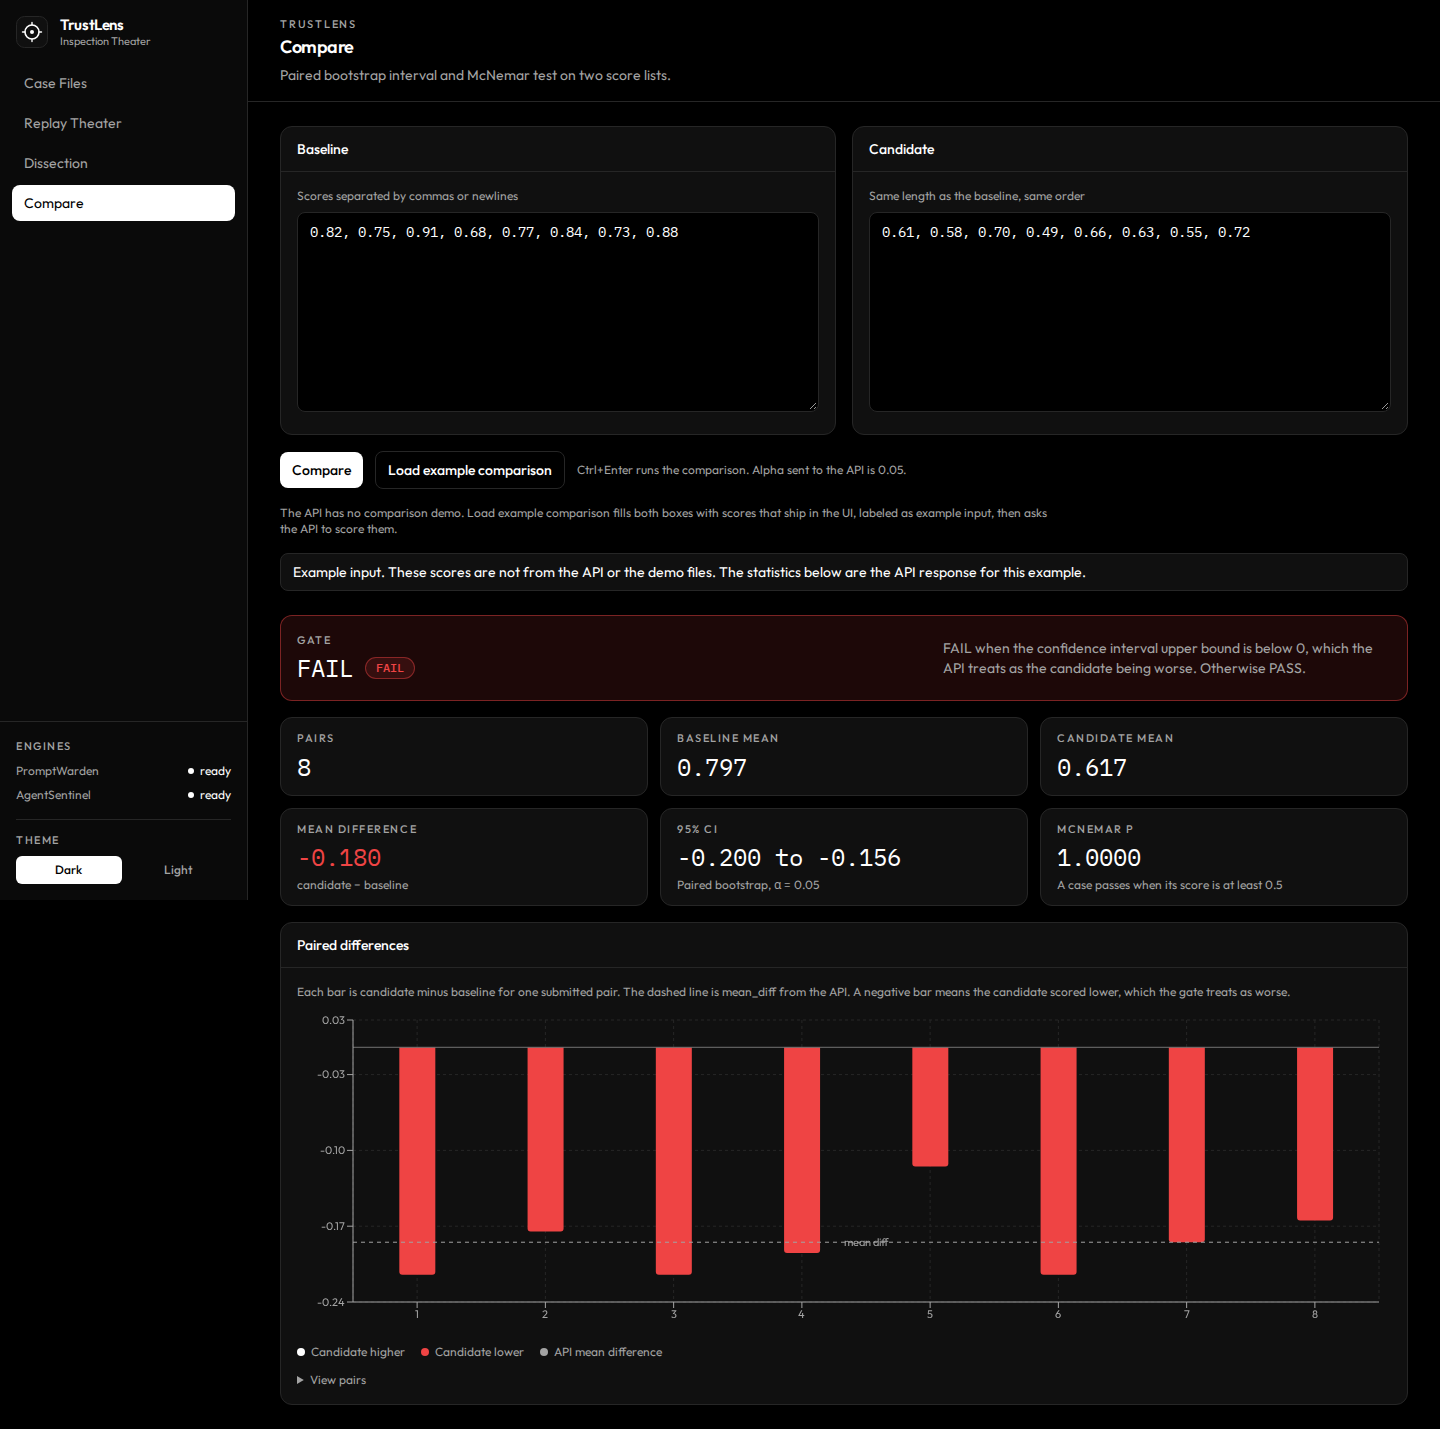 TrustLens
Inspection Theater
Case Files
Replay Theater
Dissection
Compare
ENGINES
PromptWarden ready
AgentSentinel ready
THEME
Dark Light
TRUSTLENS
Compare
Paired bootstrap interval and McNemar test on two score lists.
Baseline
Scores separated by commas or newlines
0.82, 0.75, 0.91, 0.68, 0.77, 0.84, 0.73, 0.88
Candidate
Same length as the baseline, same order
0.61, 0.58, 0.70, 0.49, 0.66, 0.63, 0.55, 0.72
Compare Load example comparison Ctrl+Enter runs the comparison. Alpha sent to the API is 0.05.
The API has no comparison demo. Load example comparison fills both boxes with scores that ship in the UI, labeled as example input, then asks
the API to score them.
Example input. These scores are not from the API or the demo files. The statistics below are the API response for this example.
GATE
FAIL FAIL
FAIL when the confidence interval upper bound is below 0, which the
API treats as the candidate being worse. Otherwise PASS.
PAIRS
8
BASELINE MEAN
0.797
CANDIDATE MEAN
0.617
MEAN DIFFERENCE
-0.180
candidate − baseline
95% CI
-0.200 to -0.156
Paired bootstrap, α = 0.05
MCNEMAR P
1.0000
A case passes when its score is at least 0.5
Paired differences
Each bar is candidate minus baseline for one submitted pair. The dashed line is mean_diff from the API. A negative bar means the candidate scored lower, which the gate treats as worse.
0.03
-0.03
-0.10
-0.17
mean diff
-0.24
1 2 3 4 5 6 7 8
Candidate higher Candidate lower API mean difference
View pairs